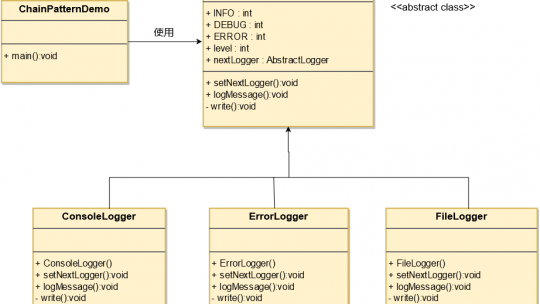 ChainPatternDemo
+ main():void
使用
<<abstract class>>
+ INFO : int
+ DEBUG : int
+ ERROR : int
+ level : int
+ nextLogger : AbstractLogger
+ setNextLogger():void
+ logMessage():void
- write():void
ConsoleLogger
+ ConsoleLogger()
+ setNextLogger():void
+ logMessage():void
- write():void
ErrorLogger
+ ErrorLogger()
+ setNextLogger():void
+ logMessage():void
- write():void
FileLogger
+ FileLogger()
+ setNextLogger():void
+ logMessage():void
- write():void